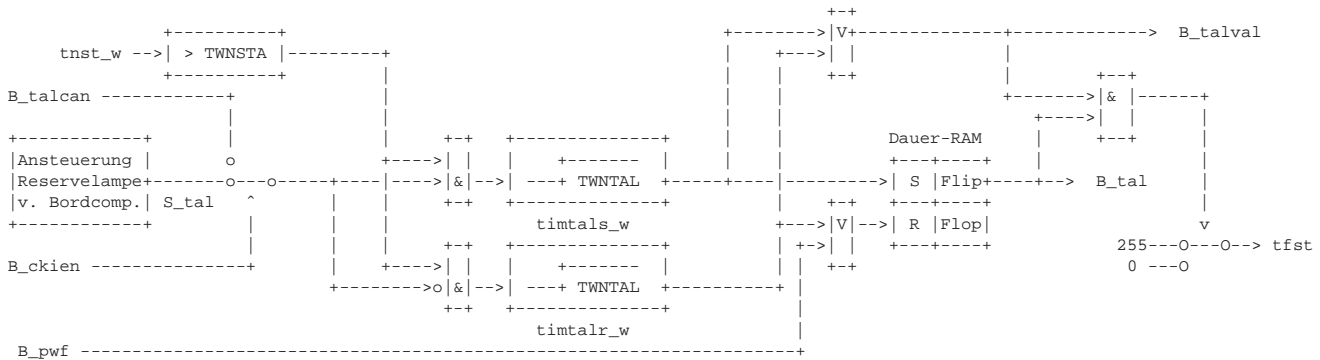 V
tnst_w --> > TWNSTA
B_talval
B_talcan
&
Dauer-RAM
Ansteuerung
Reservelampe
v. Bordcomp.
S_tal
&
TWNTAL
S Flip
B_tal
timtals_w
V
R Flop
255 tfst
B_ckien
0
&
TWNTAL
timtalr_w
B_pwf